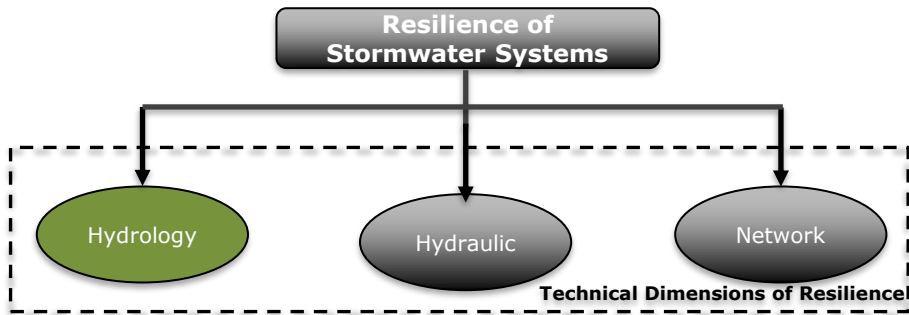 Resilience of
Stormwater Systems
Hydrology
Hydraulic
Network
Technical Dimensions of Resilience